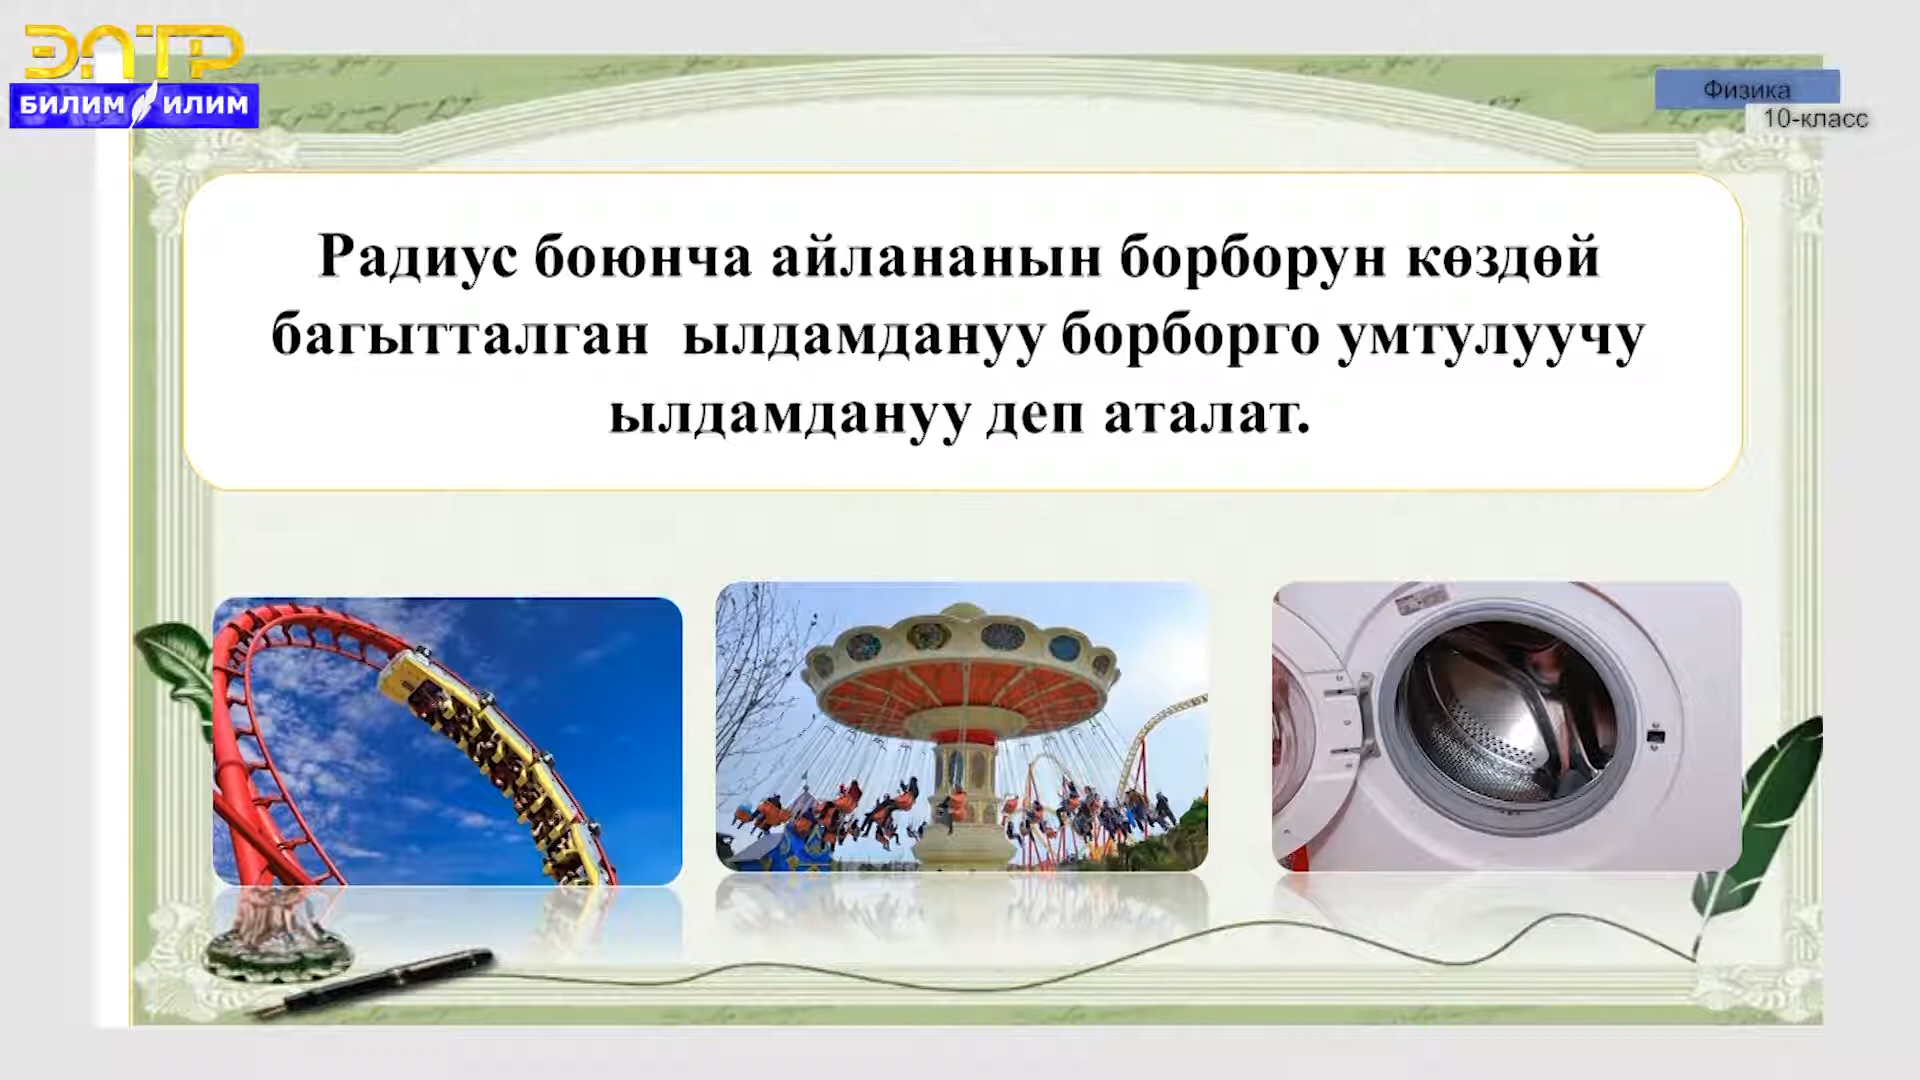 ЭЛТР
БИЛИМ ИЛИМ
Физика
10-класс
Радиус боюнча айлананын борборун көздөй
багытталган ылдамдануу борборго умтулуучу
ылдамдануу деп аталат.